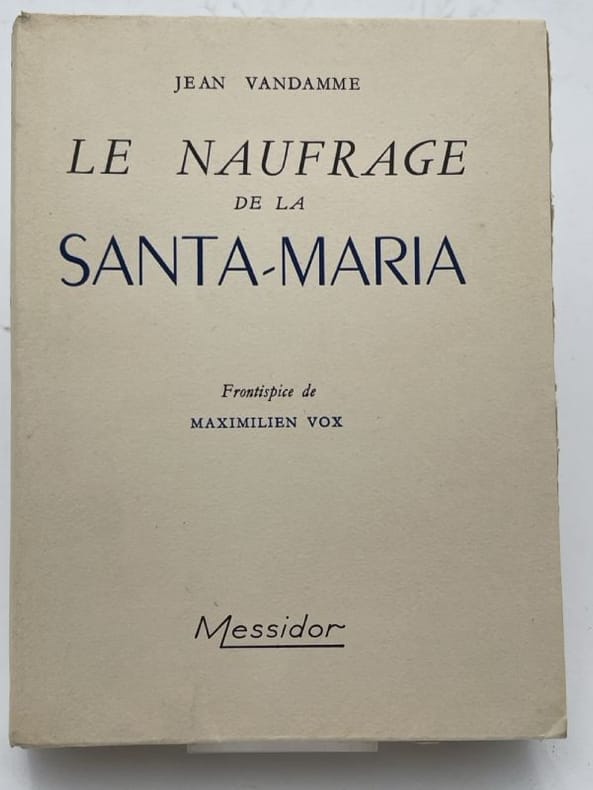 JEAN VANDAMME
LE NAUFRAGE
DE LA
SANTA-MARIA
Frontispice de
MAXIMILIEN VOX
Messidor